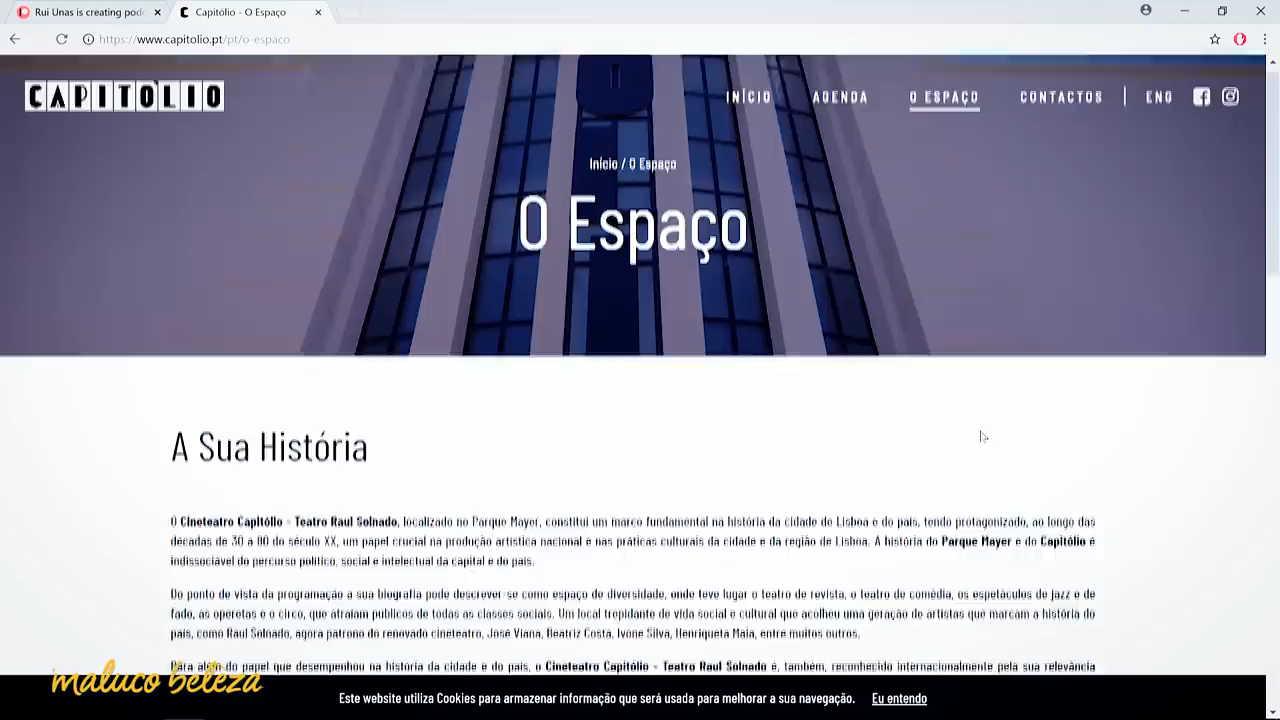 Rui Unas is creating pod
Capitólio - O Espaço
https://www.capitolio.pt/pt/o-espaco
CAPITÓLIO
INÍCIO AGENDA O ESPAÇO CONTACTOS ENG
Início / O Espaço
O Espaço
A Sua História
O Cineteatro Capitólio - Teatro Raul Solnado, localizado no Parque Mayer, constitui um marco fundamental na história da cidade de Lisboa e do país, tendo protagonizado, ao longo das
décadas de 30 a 80 do século XX, um papel crucial na produção artística nacional e nas práticas culturais da cidade e da região de Lisboa. A história do Parque Mayer e do Capitólio é
indissociável do percurso político, social e intelectual da capital e do país.
Do ponto de vista da programação a sua biografia pode descrever-se como espaço de diversidade, onde teve lugar o teatro de revista, o teatro de comédia, os espetáculos de jazz e de
fado, as operetas e o circo, que atraíam públicos de todas as classes sociais. Um local trepidante de vida social e cultural que acolheu uma geração de artistas que marcam a história do
país, como Raul Solnado, agora patrono do renovado cineteatro, José Viana, Beatriz Costa, Ivone Silva, Henriqueta Maia, entre muitos outros.
Para além do papel que desempenhou na história da cidade e do país, o Cineteatro Capitólio - Teatro Raul Solnado é, também, reconhecido internacionalmente pela sua relevância
maluco beleza
Este website utiliza Cookies para armazenar informação que será usada para melhorar a sua navegação. Eu entendo